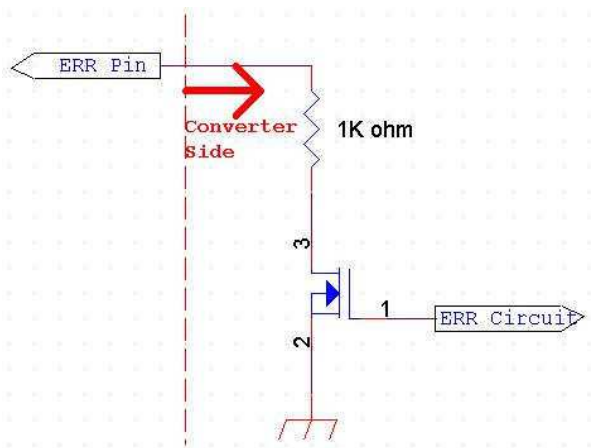 ERR Pin
Converter
Side
1K ohm
3
1
ERR Circuit
2